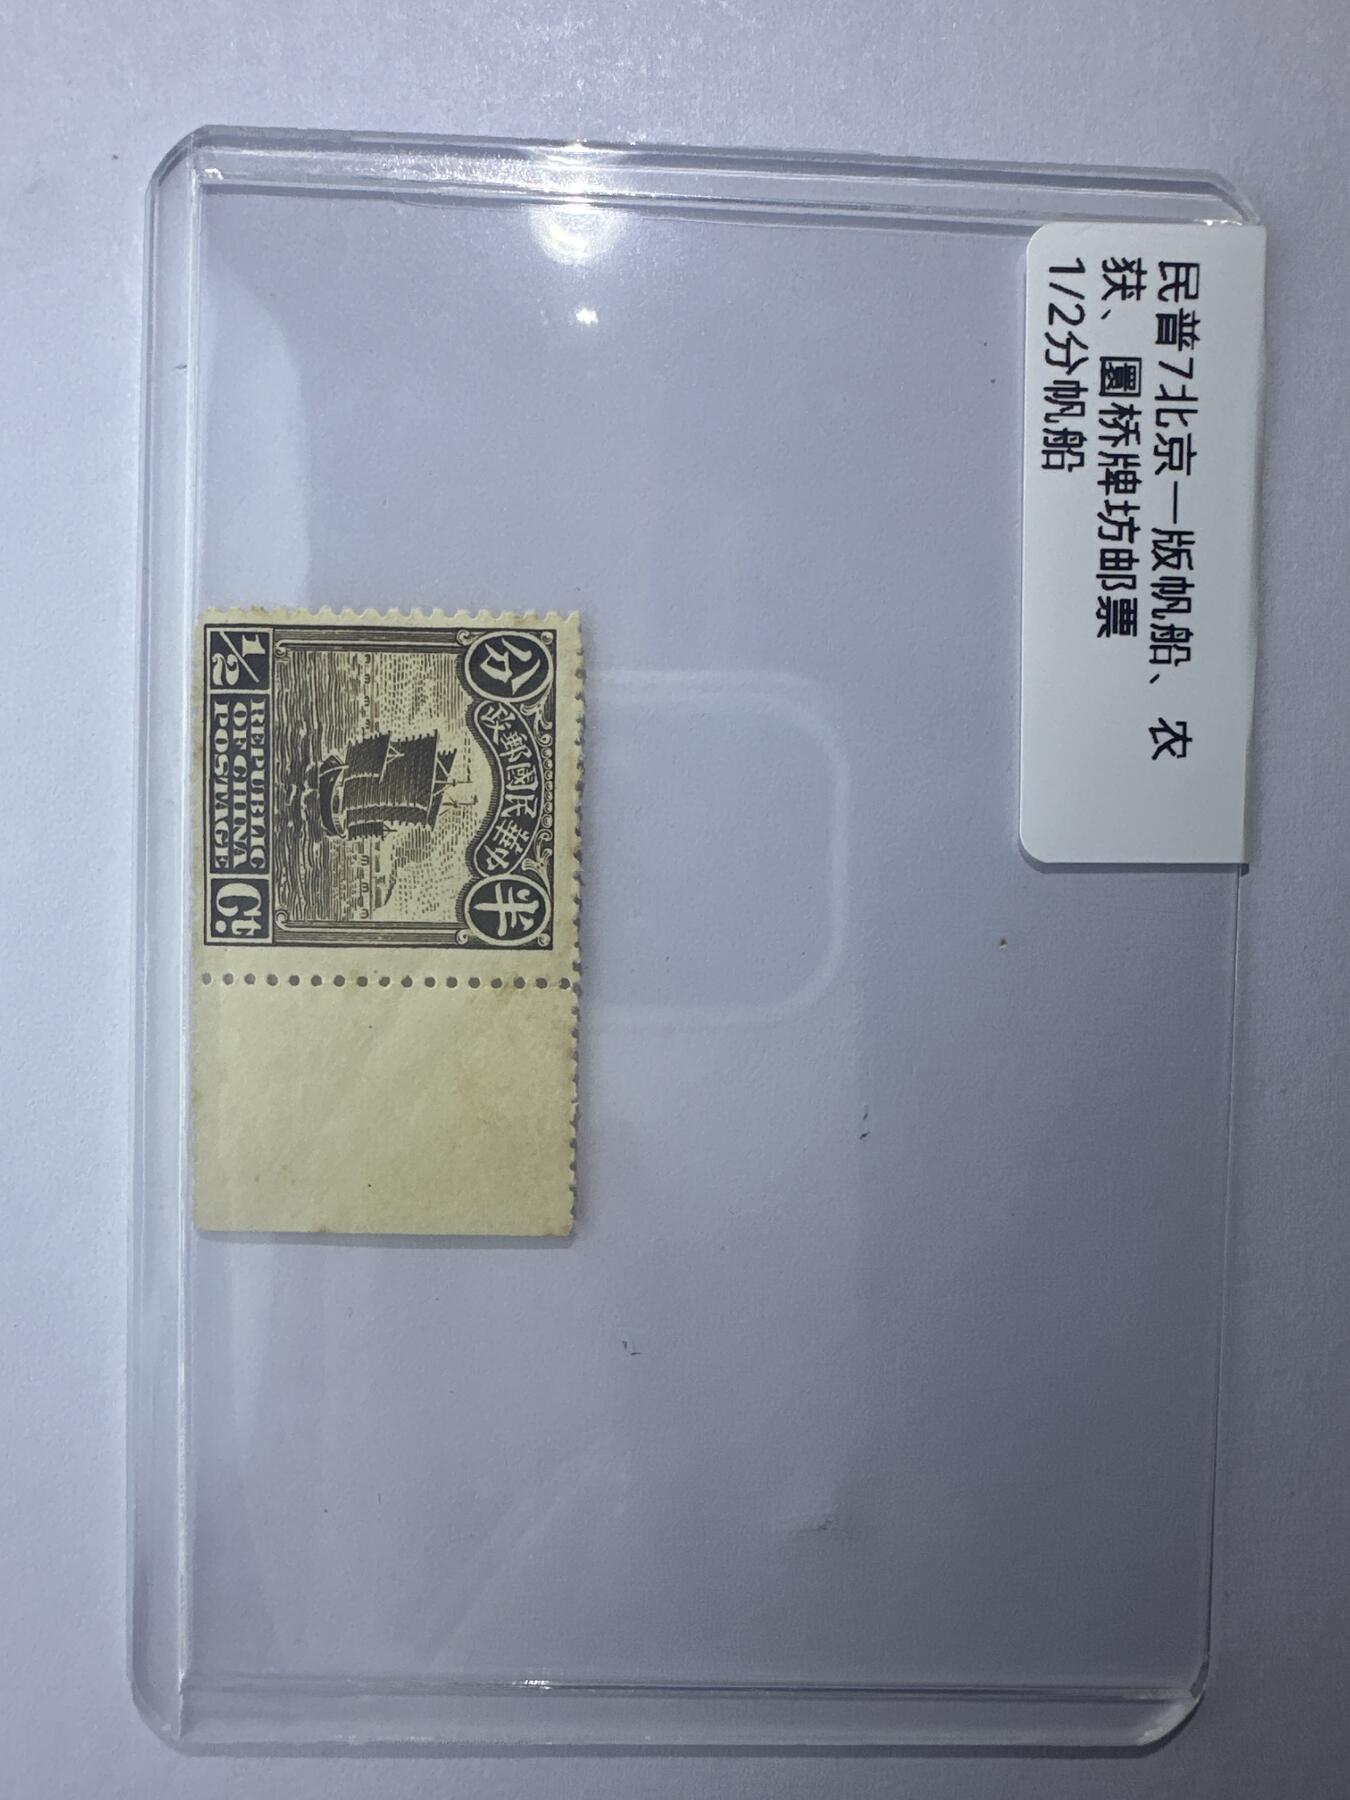 民普7北京一版帆船、农
获、圜桥牌坊邮票
1/2分帆船
分 政郵國民華中 半
1/2 REPUBLIC Ct.
OF CHINA
POSTAGE